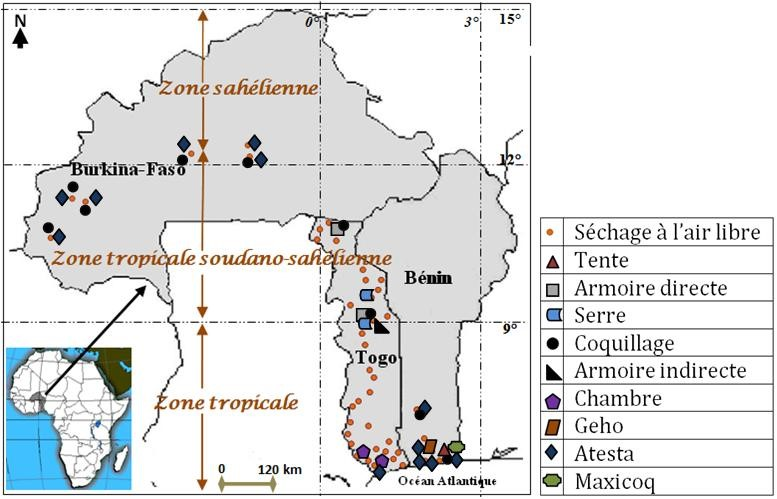 0° 3° 15°
N
Zone sahélienne
12°
Burkina-Faso
Zone tropicale soudano-sahélienne
Bénin
9°
Togo
Zone tropicale
0 120 km
Océan Atlantique
Séchage à l'air libre
Tente
Armoire directe
Serre
Coquillage
Armoire indirecte
Chambre
Geho
Atesta
Maxicoq